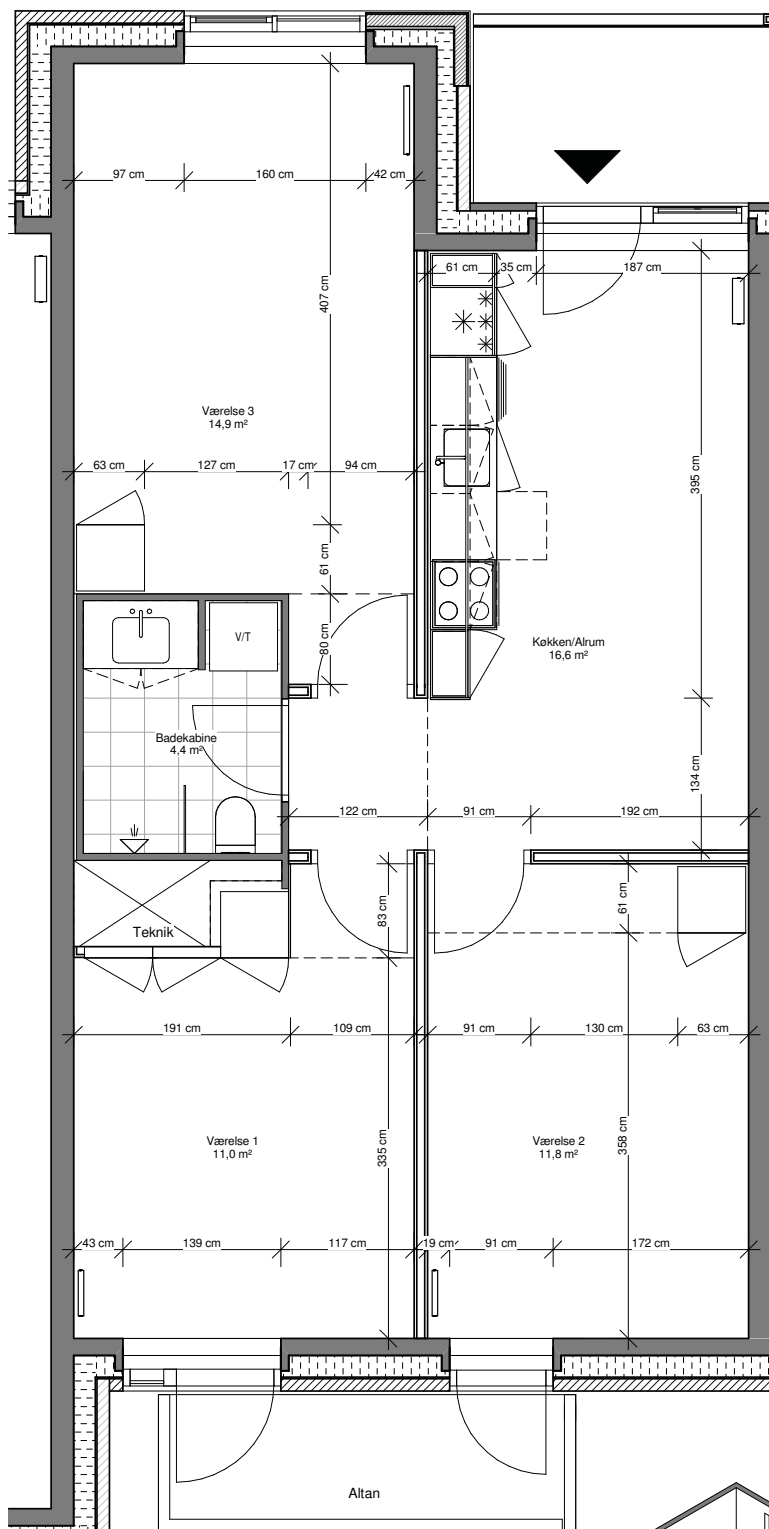 97 cm
160 cm
42 cm
61 cm
35 cm
187 cm
407 cm
Værelse 3
14,9 m²
63 cm
127 cm
17 cm
94 cm
395 cm
61 cm
80 cm
V/T
Køkken/Alrum
16,6 m²
Badekabine
4,4 m²
134 cm
122 cm
91 cm
192 cm
83 cm
61 cm
Teknik
191 cm
109 cm
91 cm
130 cm
63 cm
335 cm
358 cm
Værelse 1
11,0 m²
Værelse 2
11,8 m²
43 cm
139 cm
117 cm
19 cm
91 cm
172 cm
Altan